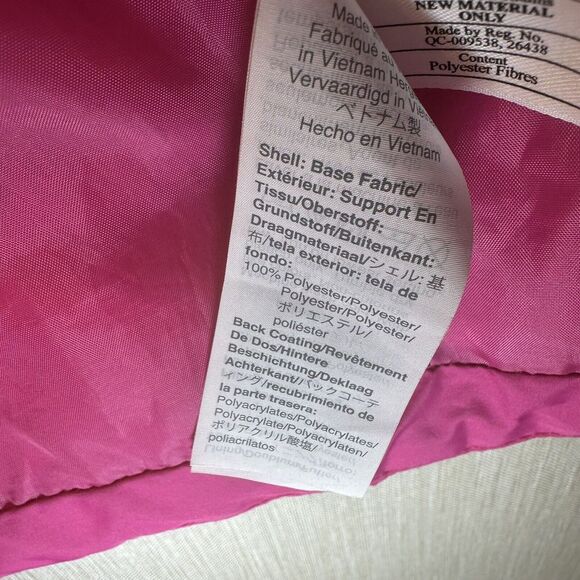 NEW MATERIAL
ONLY
Made by Reg. No.
QC-009538, 26438
Content
Polyester Fibres
Made
Fabriqué au
in Vietnam
Vervaardigd in
ベトナム製
Hecho en Vietnam
Shell: Base Fabric/
Extérieur: Support En
Tissu/Oberstoff:
Grundstoff/Buitenkant:
Draagmateriaal/シェル: 基
布/tela exterior: tela de
fondo:
100% Polyester/Polyester/
Polyester/Polyester/
ポリエステル/
poliéster
Back Coating/Revêtement
De Dos/Hintere
Beschichtung/Deklaag
Achterkant/バックコーテ
ィング/recubrimiento de
la parte trasera:
Polyacrylates/Polyacrylates/
Polyacrylate/Polyacrylaten/
ポリアクリル酸塩/
poliacrilatos